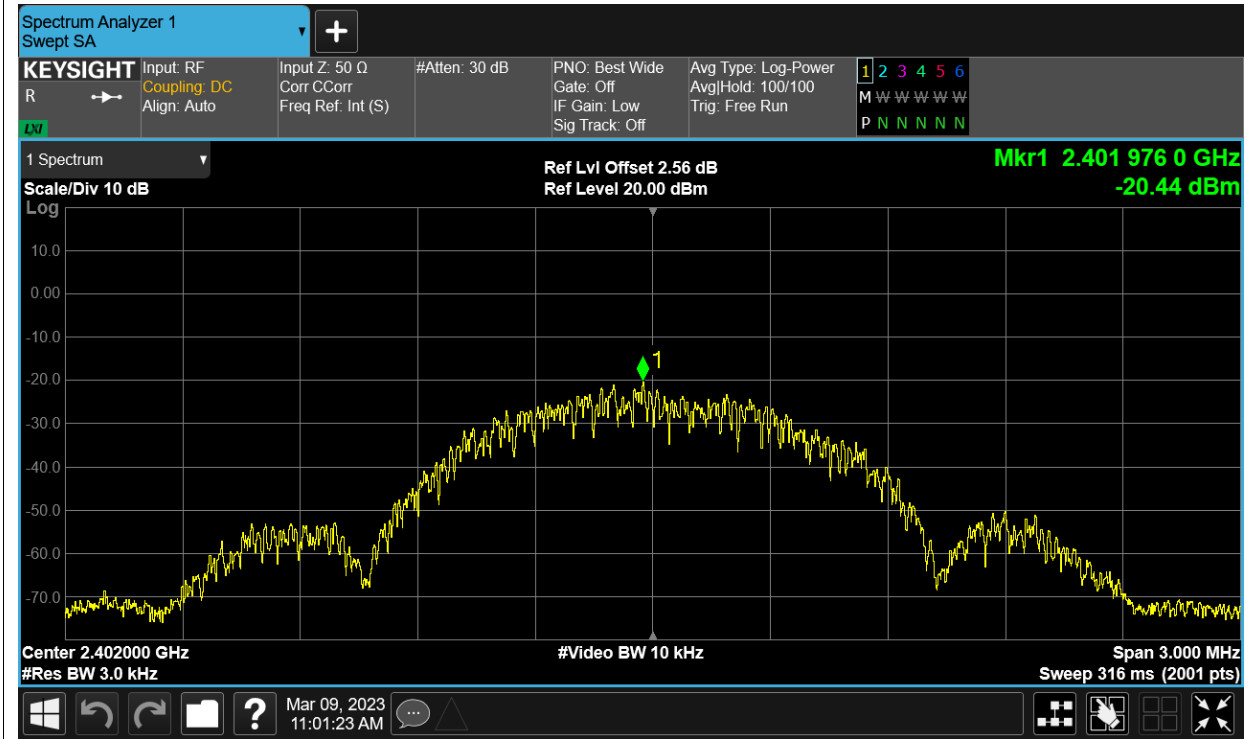 Spectrum Analyzer 1
Swept SA
+
KEYSIGHT
R
LXI
Input: RF
Coupling: DC
Align: Auto
Input Z: 50 Ω
Corr CCorr
Freq Ref: Int (S)
#Atten: 30 dB
PNO: Best Wide
Gate: Off
IF Gain: Low
Sig Track: Off
Avg Type: Log-Power
Avg|Hold: 100/100
Trig: Free Run
1 2 3 4 5 6
M W W W W W
P N N N N N
1 Spectrum
Scale/Div 10 dB
Log
Ref Lvl Offset 2.56 dB
Ref Level 20.00 dBm
Mkr1 2.401 976 0 GHz
-20.44 dBm
10.0
0.00
-10.0
-20.0
-30.0
-40.0
-50.0
-60.0
-70.0
1
Center 2.402000 GHz
#Res BW 3.0 kHz
#Video BW 10 kHz
Span 3.000 MHz
Sweep 316 ms (2001 pts)
?
Mar 09, 2023
11:01:23 AM